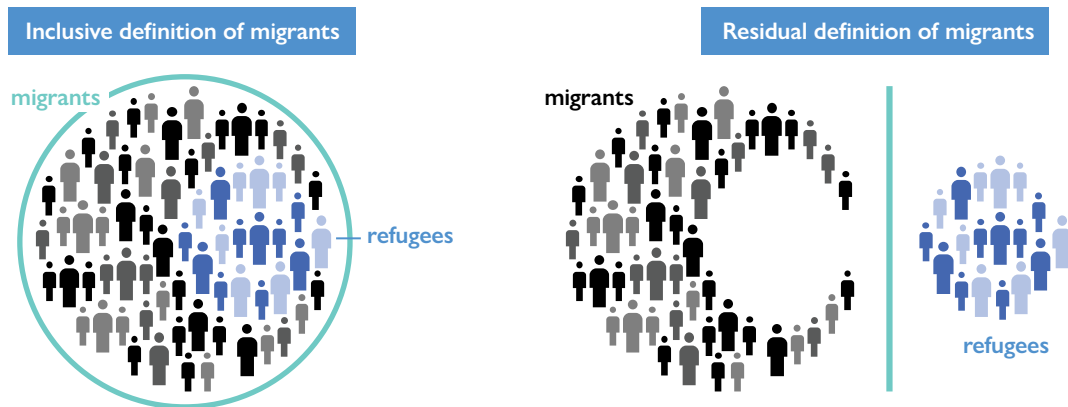 Inclusive definition of migrants
migrants
refugees
Residual definition of migrants
migrants
refugees